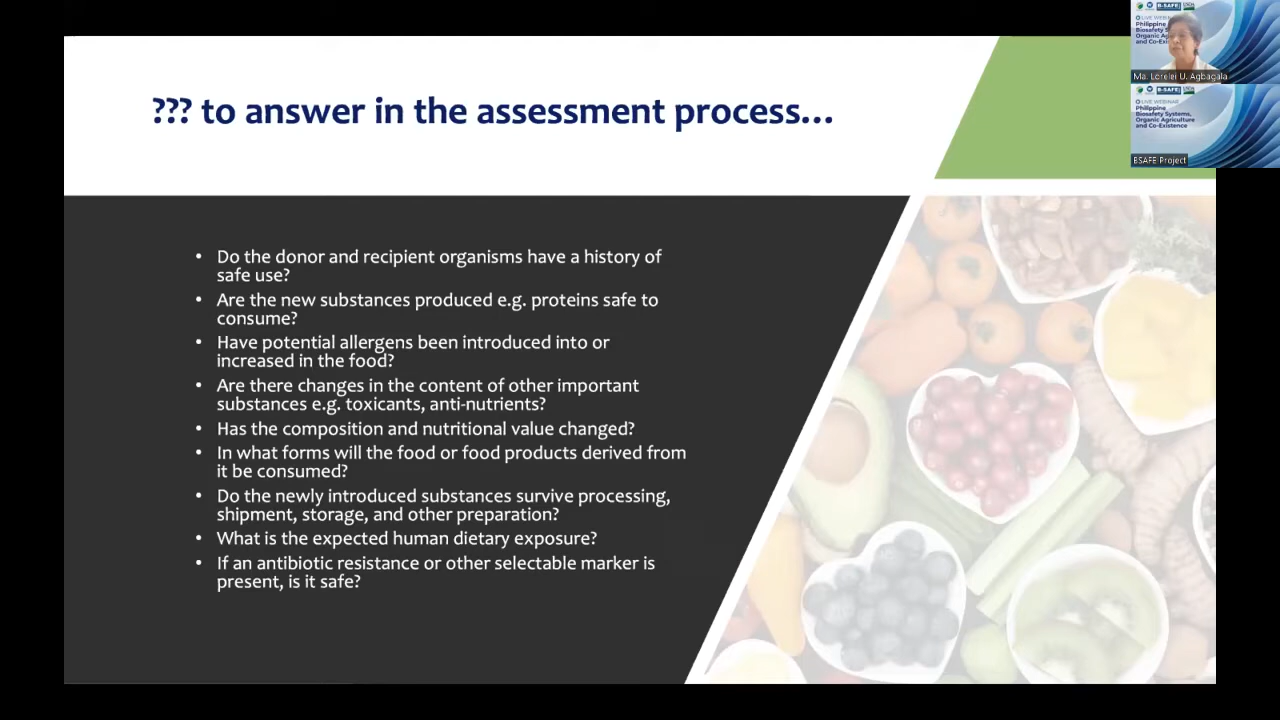 ??? to answer in the assessment process...
• Do the donor and recipient organisms have a history of
safe use?
• Are the new substances produced e.g. proteins safe to
consume?
• Have potential allergens been introduced into or
increased in the food?
• Are there changes in the content of other important
substances e.g. toxicants, anti-nutrients?
• Has the composition and nutritional value changed?
• In what forms will the food or food products derived from
it be consumed?
• Do the newly introduced substances survive processing,
shipment, storage, and other preparation?
• What is the expected human dietary exposure?
• If an antibiotic resistance or other selectable marker is
present, is it safe?
B-SAFE
LIVE WEBINAR
Philippine
Biosafety
Organic
and
Ma. Lorelei U. Agbagala
B-SAFE
LIVE WEBINAR
Philippine
Biosafety Systems,
Organic Agriculture
and Co-Existence
BSAFE Project